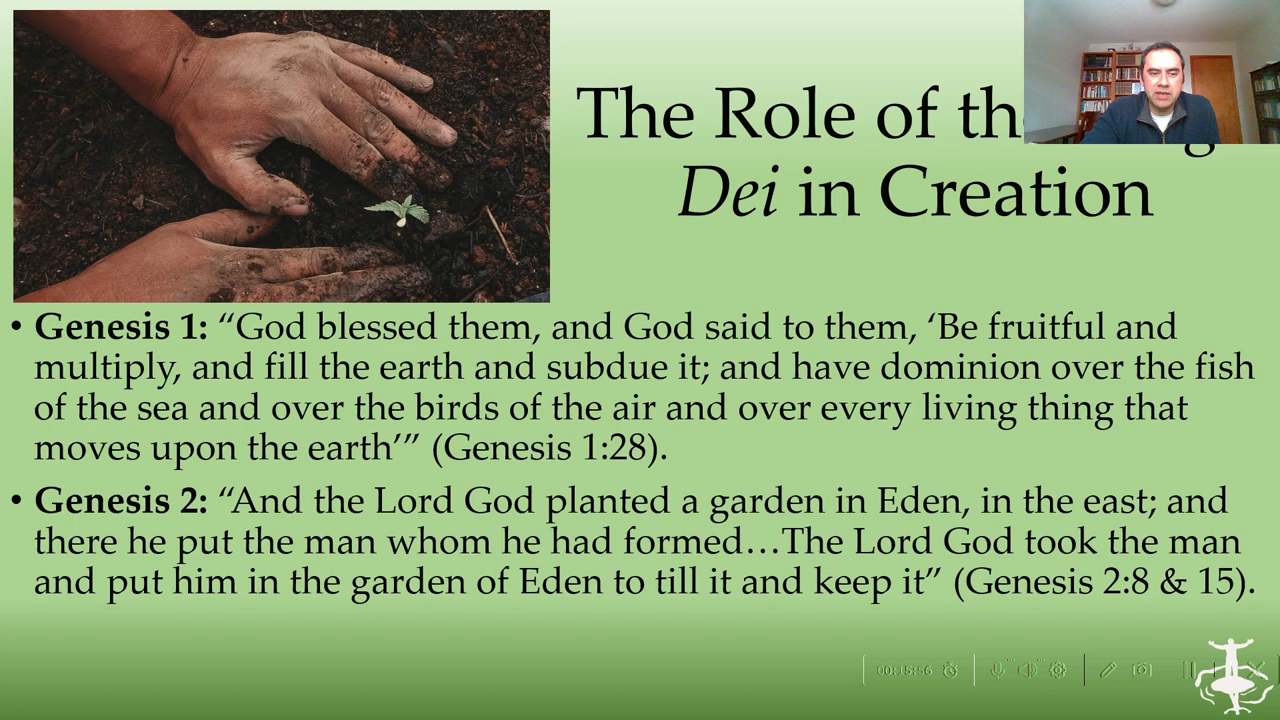 The Role of the
Dei in Creation
• Genesis 1: “God blessed them, and God said to them, ‘Be fruitful and
multiply, and fill the earth and subdue it; and have dominion over the fish
of the sea and over the birds of the air and over every living thing that
moves upon the earth’” (Genesis 1:28).
• Genesis 2: “And the Lord God planted a garden in Eden, in the east; and
there he put the man whom he had formed…The Lord God took the man
and put him in the garden of Eden to till it and keep it” (Genesis 2:8 & 15).
00:15:56